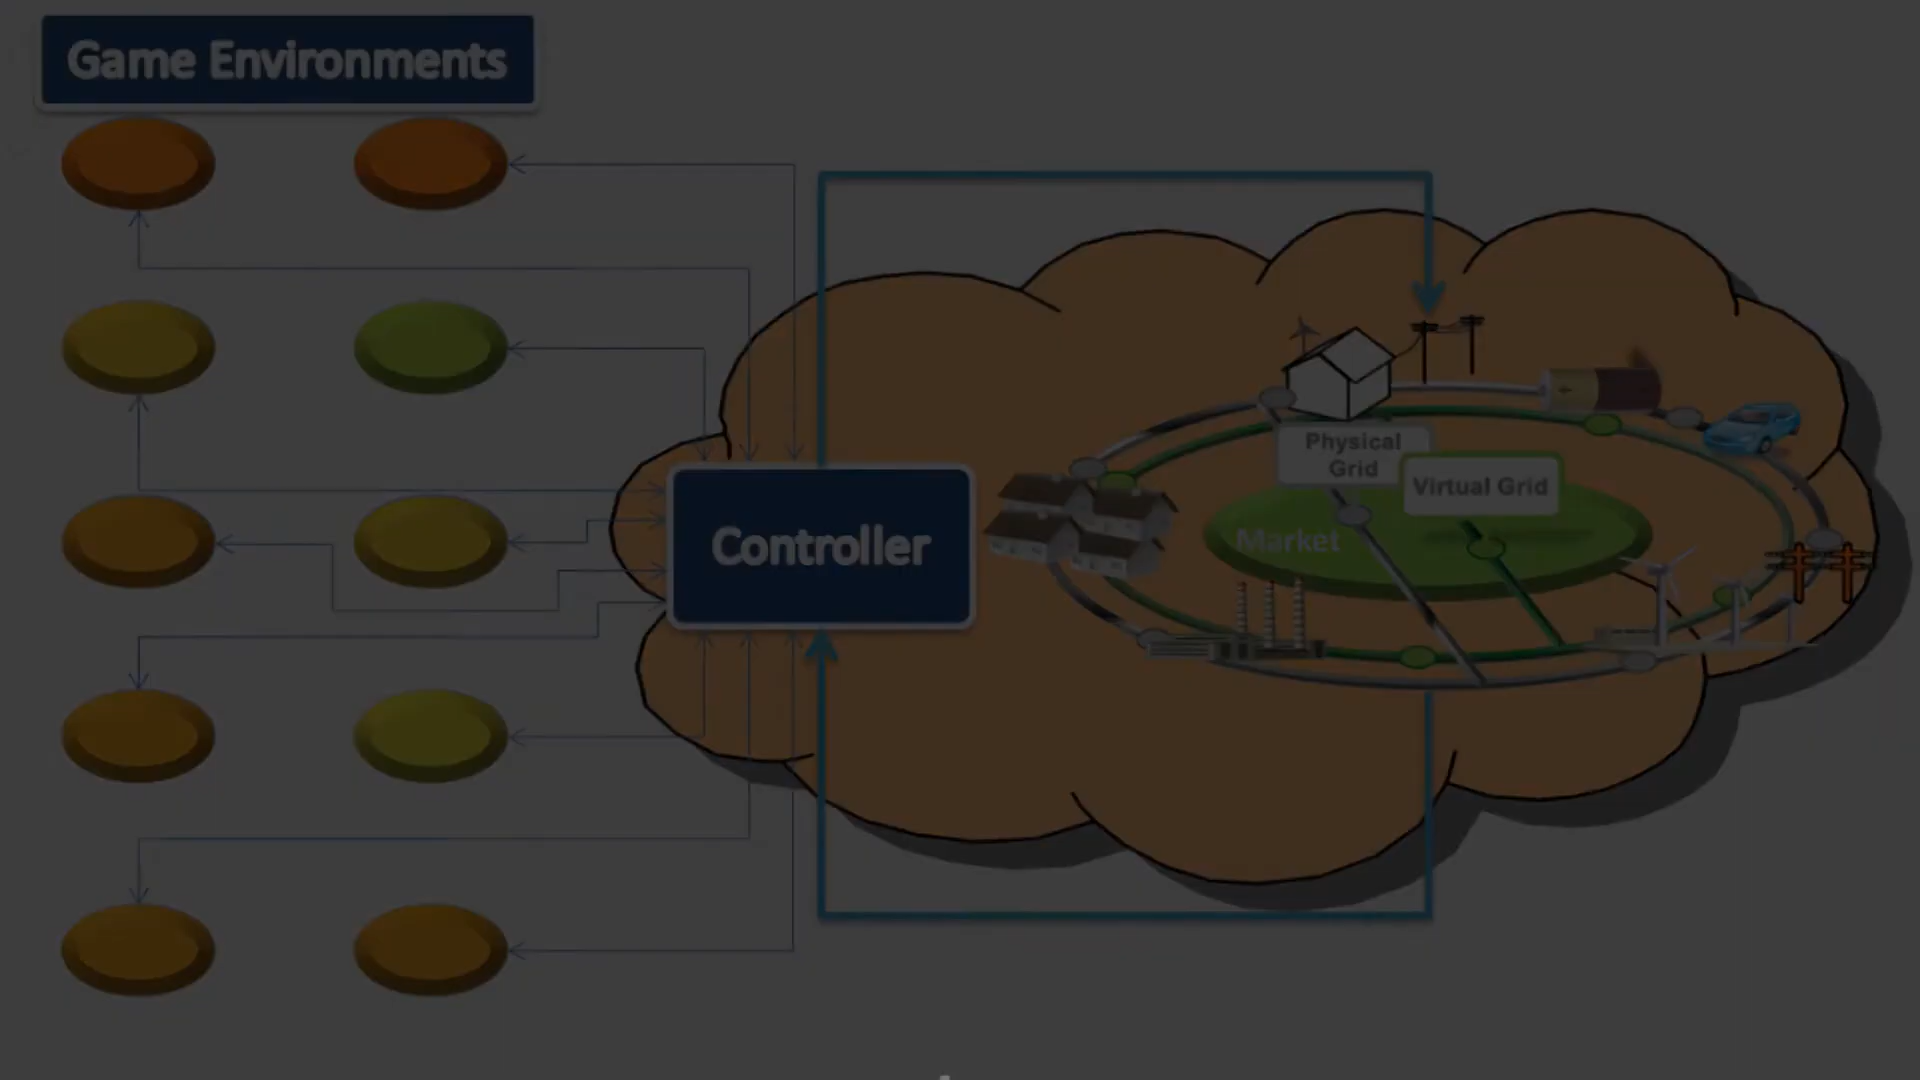 Game Environments
Controller
Physical
Grid
Virtual Grid
Market